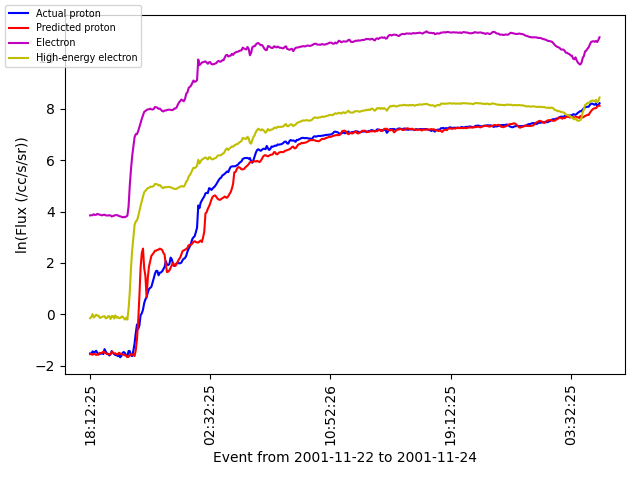 Actual proton
Predicted proton
Electron
High-energy electron
ln(Flux (/cc/s/sr))
8
6
4
2
0
−2
18:12:25
02:32:25
10:52:26
19:12:25
03:32:25
Event from 2001-11-22 to 2001-11-24